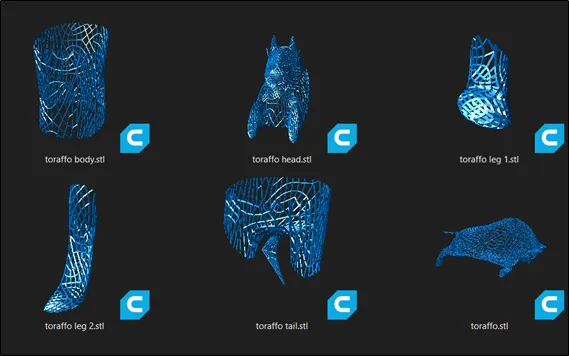 toraffo body.stl
toraffo head.stl
toraffo leg 1.stl
toraffo leg 2.stl
toraffo tail.stl
toraffo.stl